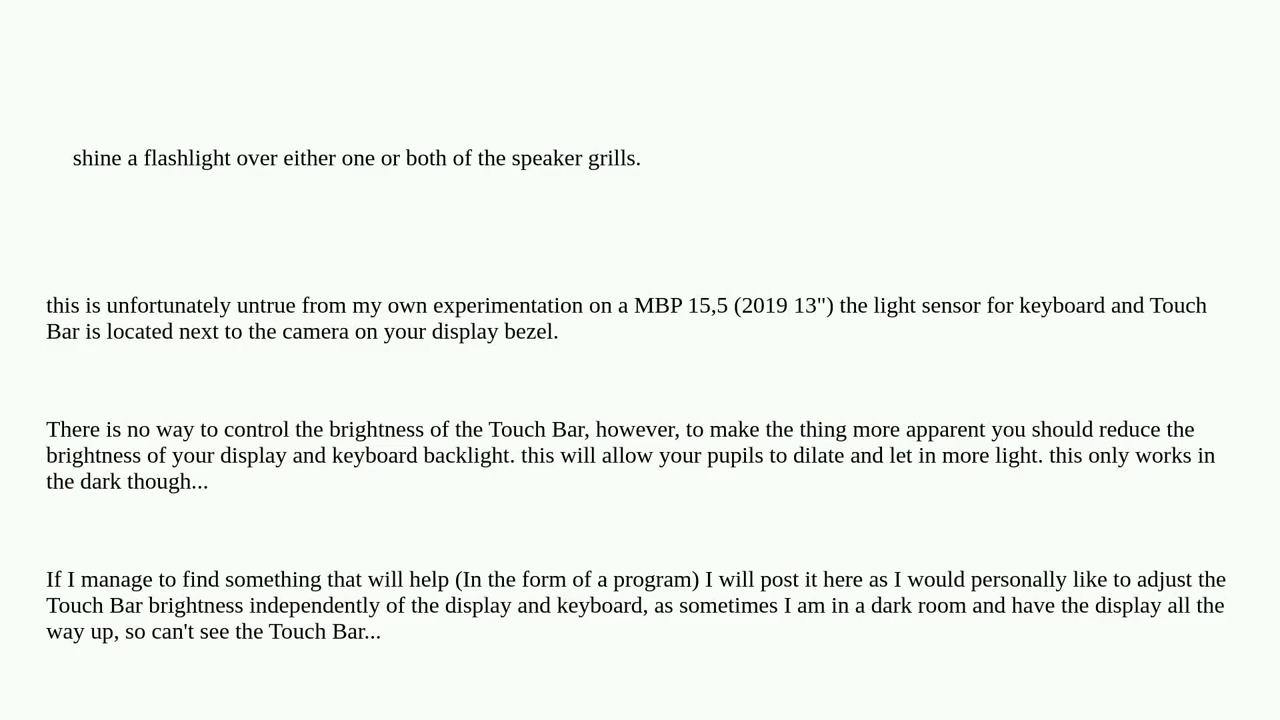 shine a flashlight over either one or both of the speaker grills.
this is unfortunately untrue from my own experimentation on a MBP 15,5 (2019 13") the light sensor for keyboard and Touch
Bar is located next to the camera on your display bezel.
There is no way to control the brightness of the Touch Bar, however, to make the thing more apparent you should reduce the
brightness of your display and keyboard backlight. this will allow your pupils to dilate and let in more light. this only works in
the dark though...
If I manage to find something that will help (In the form of a program) I will post it here as I would personally like to adjust the
Touch Bar brightness independently of the display and keyboard, as sometimes I am in a dark room and have the display all the
way up, so can't see the Touch Bar...